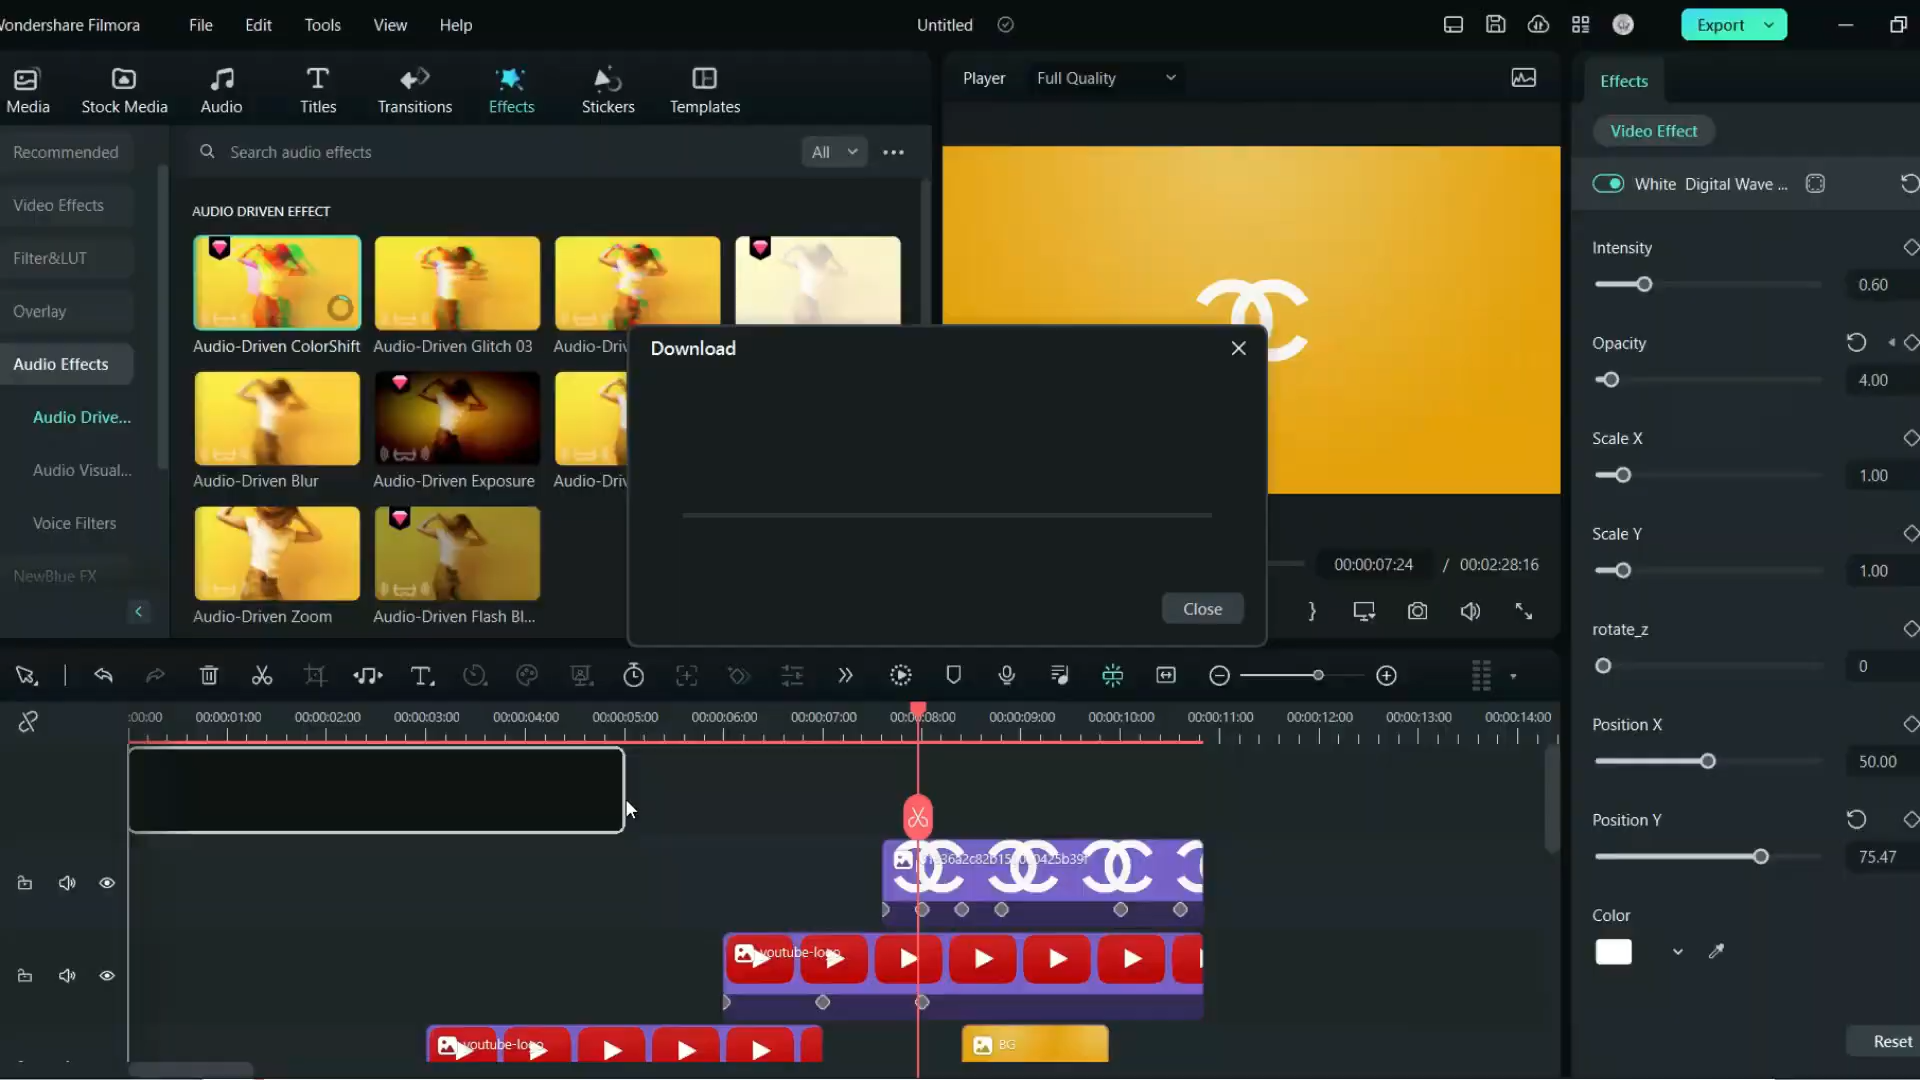 Wondershare Filmora
File
Edit
Tools
View
Help
Untitled
Export
Media
Stock Media
Audio
Titles
Transitions
Effects
Stickers
Templates
Player
Full Quality
Effects
Video Effect
Recommended
Video Effects
Filter&LUT
Overlay
Audio Effects
Audio Drive...
Audio Visual...
Voice Filters
NewBlue FX
Search audio effects
All
AUDIO DRIVEN EFFECT
Audio-Driven ColorShift
Audio-Driven Glitch 03
Audio-Driv
Audio-Driven Blur
Audio-Driven Exposure
Audio-Driv
Audio-Driven Zoom
Audio-Driven Flash Bl...
Download
Close
00:00:07:24 / 00:02:28:16
White Digital Wave ...
Intensity
0.60
Opacity
4.00
Scale X
1.00
Scale Y
1.00
rotate_z
0
Position X
50.00
Position Y
75.47
Color
Reset
:00:00
00:00:01:00
00:00:02:00
00:00:03:00
00:00:04:00
00:00:05:00
00:00:06:00
00:00:07:00
00:00:08:00
00:00:09:00
00:00:10:00
00:00:11:00
00:00:12:00
00:00:13:00
00:00:14:00
youtube-logo
youtube-logo
BG